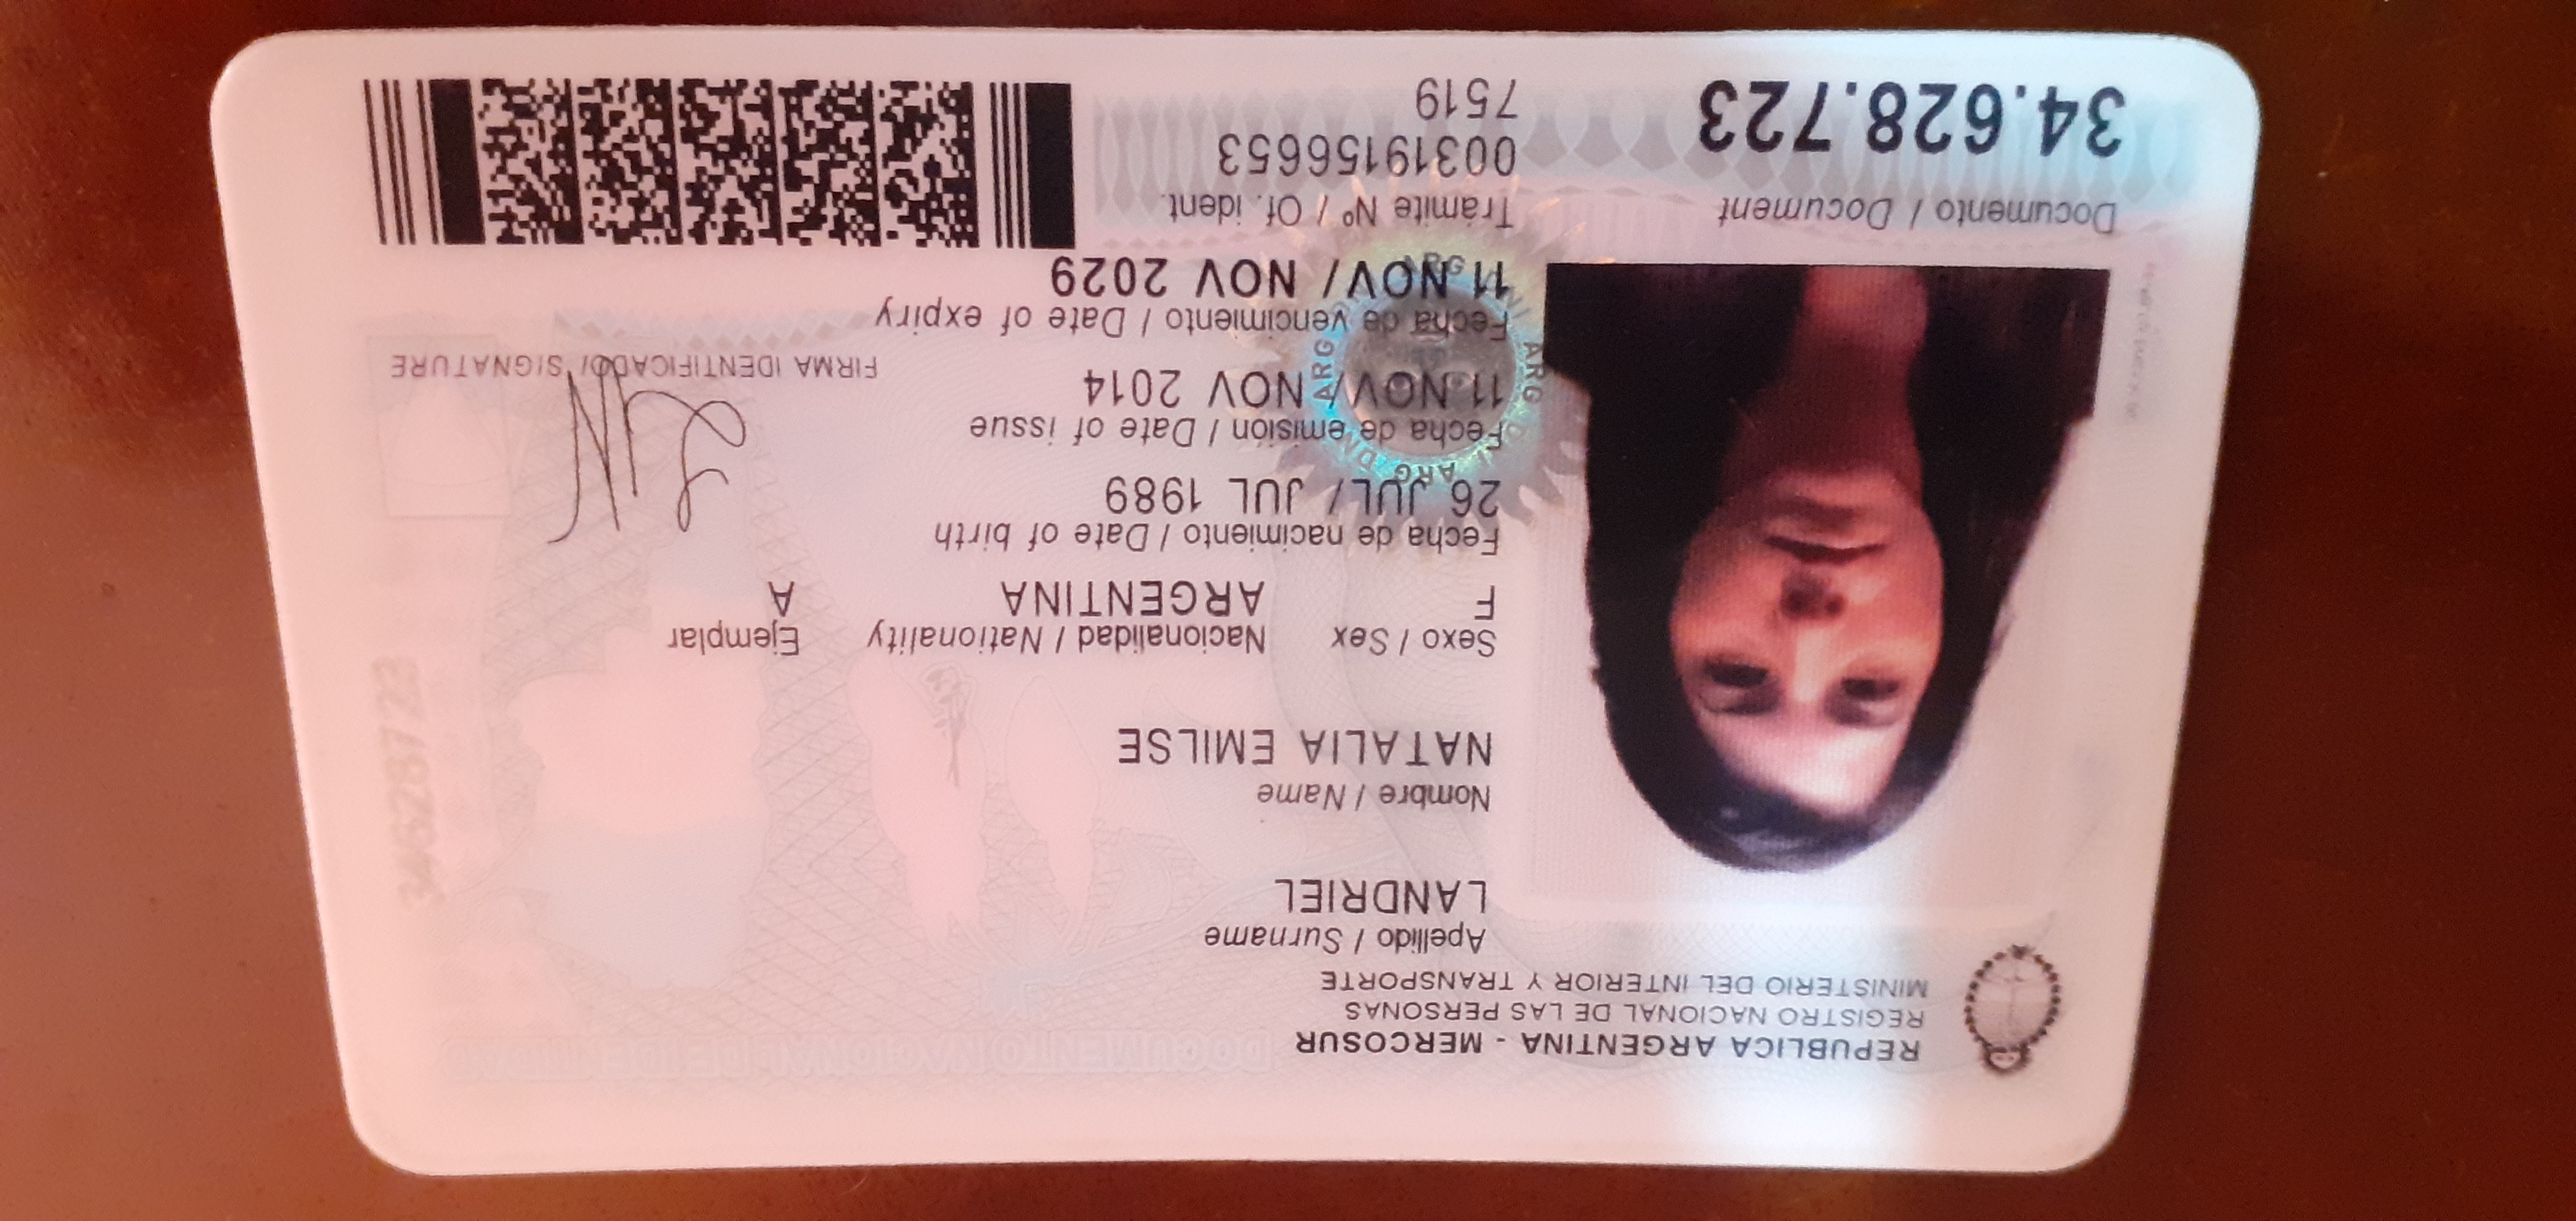 DOCUMENTO NACIONAL DE IDENTIDAD
REPUBLICA ARGENTINA - MERCOSUR
REGISTRO NACIONAL DE LAS PERSONAS
MINISTERIO DEL INTERIOR Y TRANSPORTE
Apellido / Surname
LANDRIEL
Nombre / Name
NATALIA EMILSE
Sexo / Sex Nacionalidad / Nationality Ejemplar
F ARGENTINA A
Fecha de nacimiento / Date of birth
26 JUL/ JUL 1989
Fecha de emisión / Date of issue
11 NOV/ NOV 2014
FIRMA IDENTIFICADO/ SIGNATURE
Fecha de vencimiento / Date of expiry
11 NOV/ NOV 2029
Documento / Document
34.628.723
Trámite Nº / Of. ident.
00319156653
7519
34628723
ARG
ARG
ARG